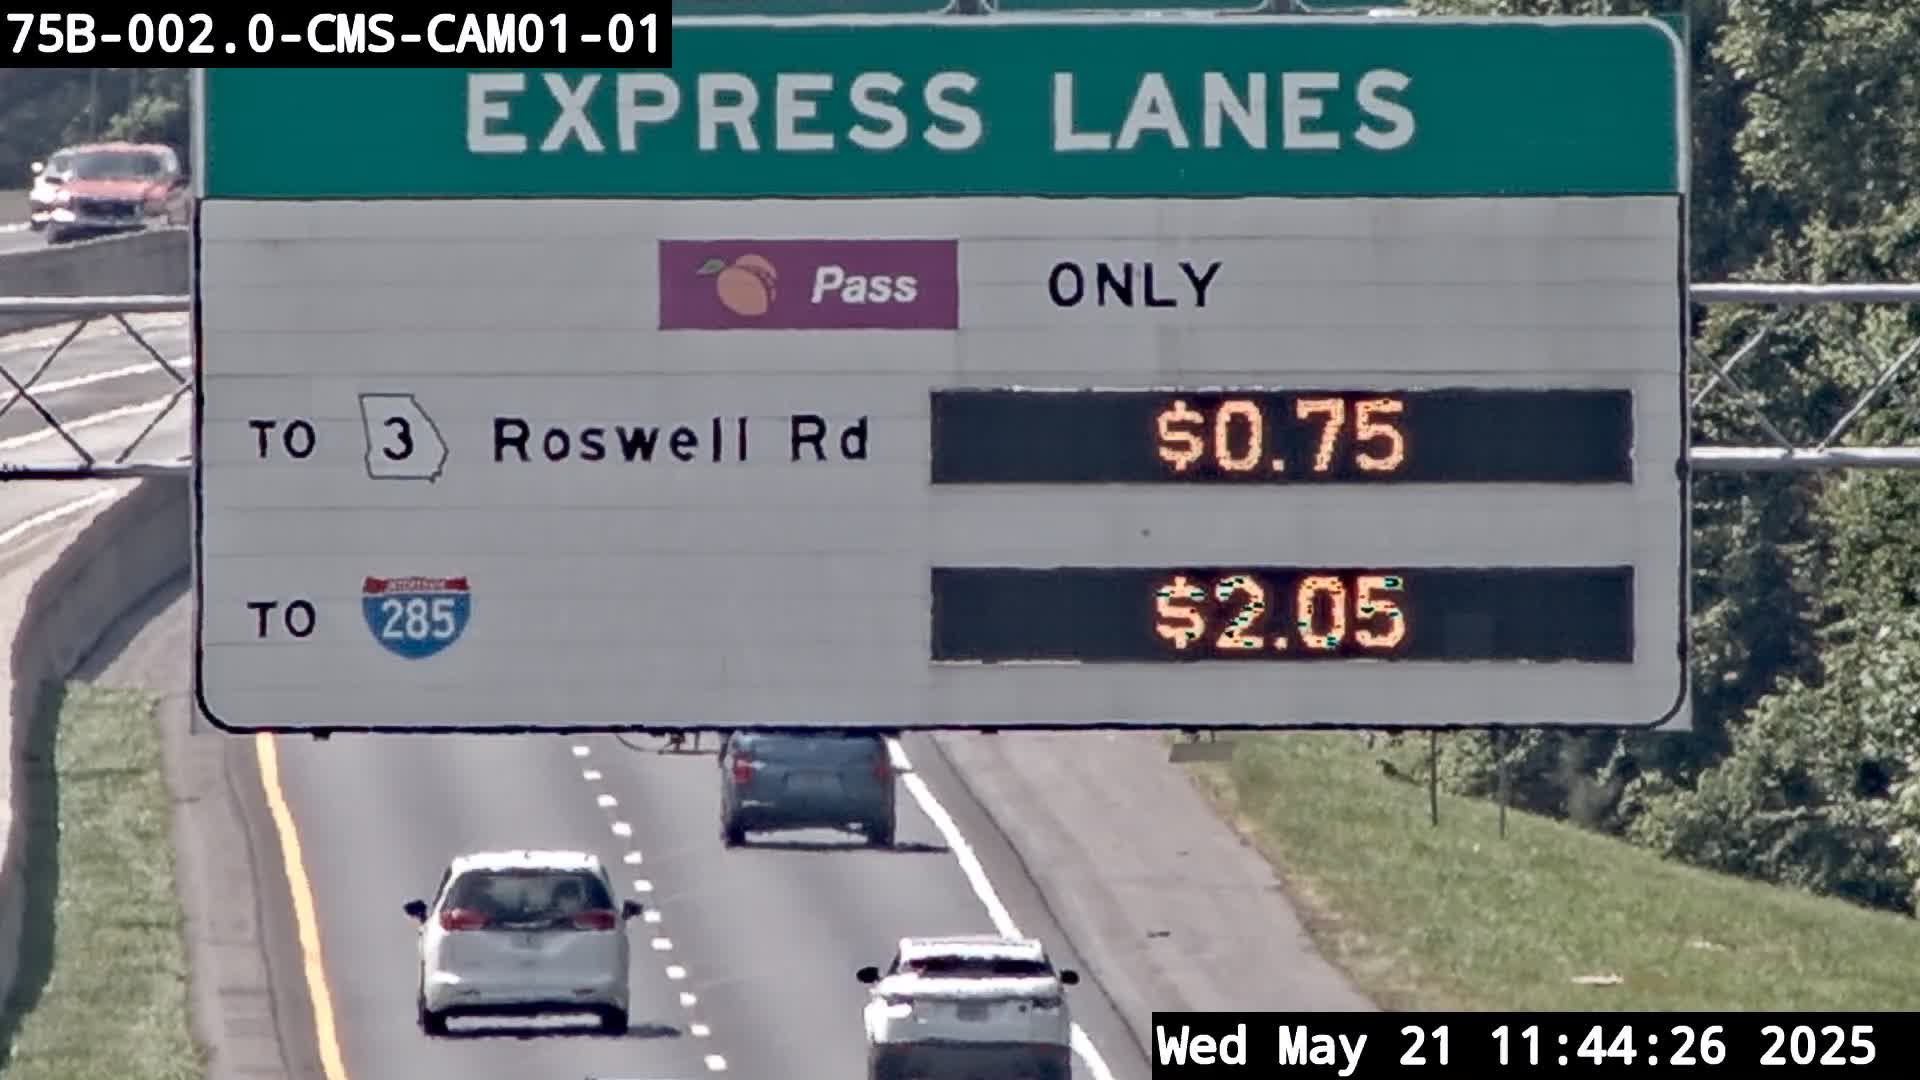 75B-002.0-CMS-CAM01-01
EXPRESS LANES
Pass ONLY
TO 3 Roswell Rd $0.75
TO 285 $2.05
Wed May 21 11:44:26 2025